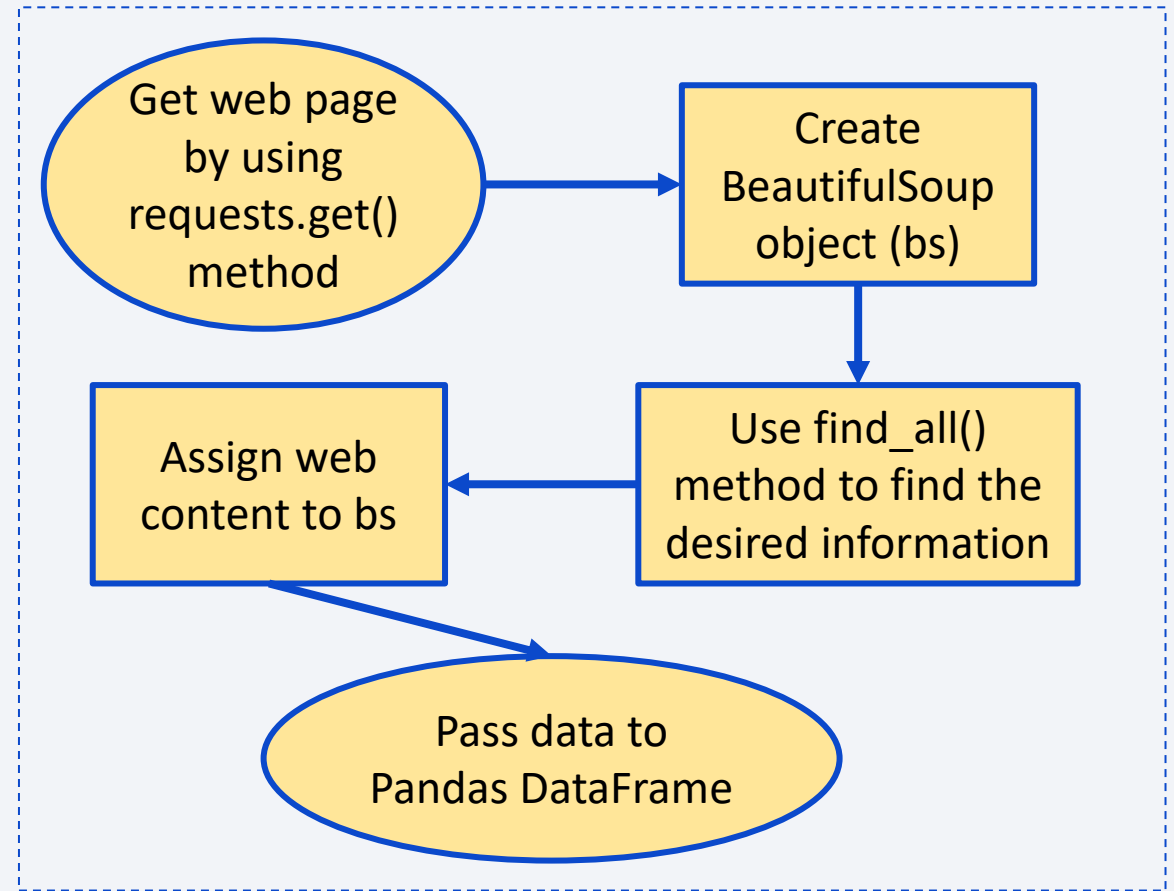 Get web page
by using
requests.get()
method
Create
BeautifulSoup
object (bs)
Use find_all()
method to find the
desired information
Assign web
content to bs
Pass data to
Pandas DataFrame